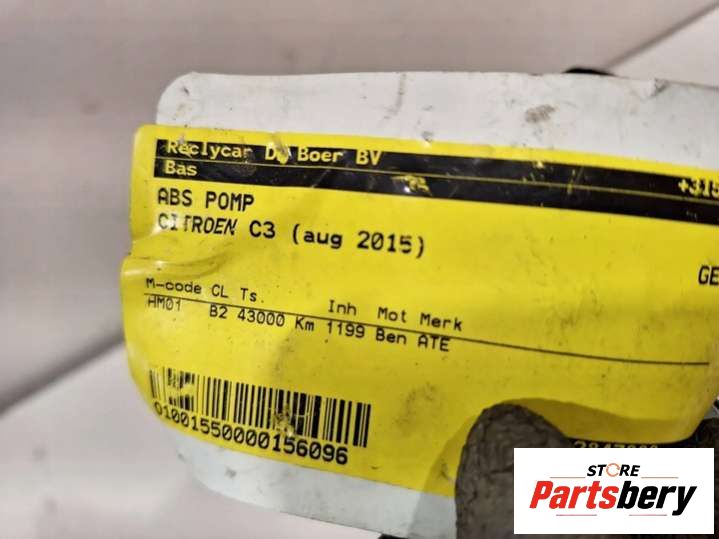 Reclycar De Boer BV
Bas +315
ABS POMP
CITROEN C3 (aug 2015)
GE
M-code CL Ts. Inh Mot Merk
HM01 B2 43000 Km 1199 Ben ATE
01001550000156096
STORE
Partsbery